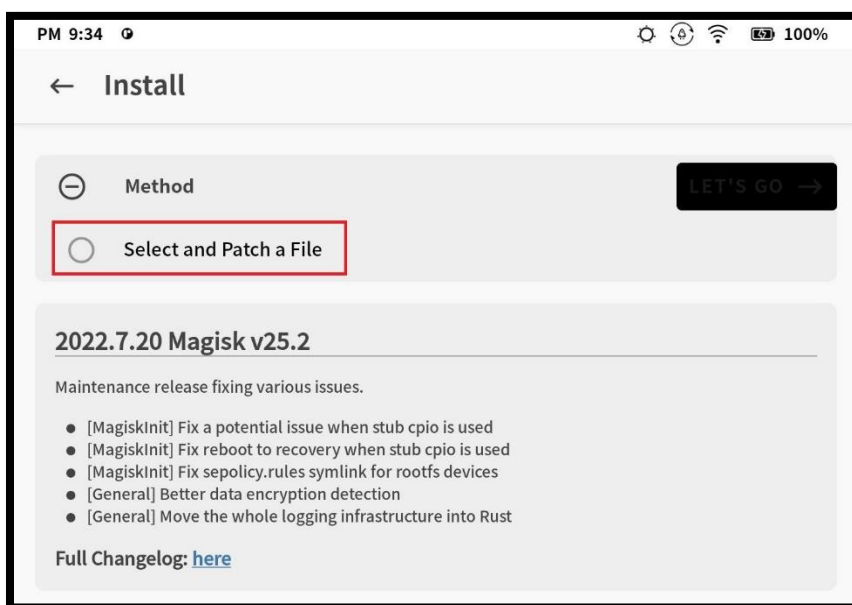 PM 9:34 100%
← Install
Method LET'S GO →
Select and Patch a File
2022.7.20 Magisk v25.2
Maintenance release fixing various issues.
● [MagiskInit] Fix a potential issue when stub cpio is used
● [MagiskInit] Fix reboot to recovery when stub cpio is used
● [MagiskInit] Fix sepolicy.rules symlink for rootfs devices
● [General] Better data encryption detection
● [General] Move the whole logging infrastructure into Rust
Full Changelog: here